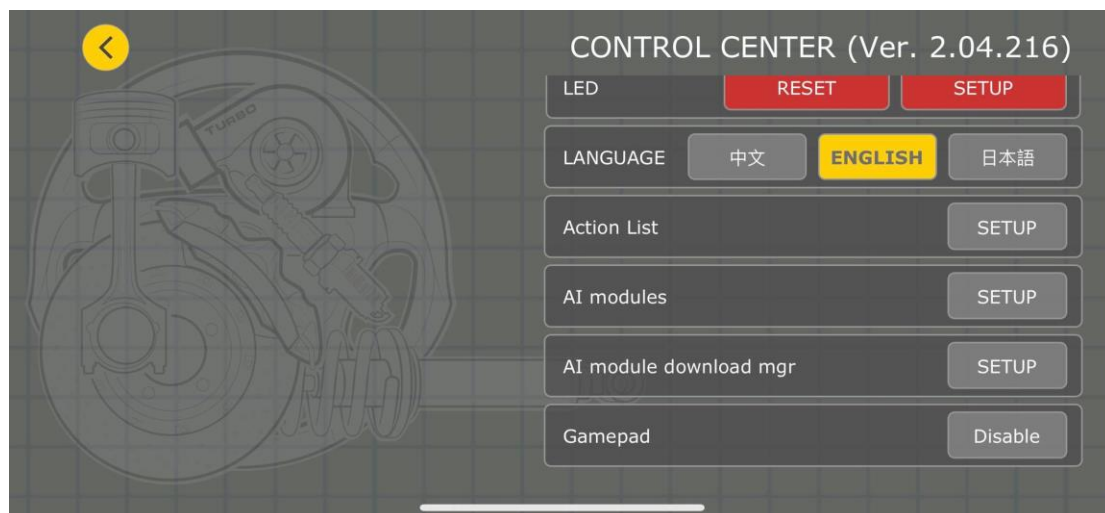 CONTROL CENTER (Ver. 2.04.216)
LED RESET SETUP
LANGUAGE 中文 ENGLISH 日本語
Action List SETUP
AI modules SETUP
AI module download mgr SETUP
Gamepad Disable
TURBO